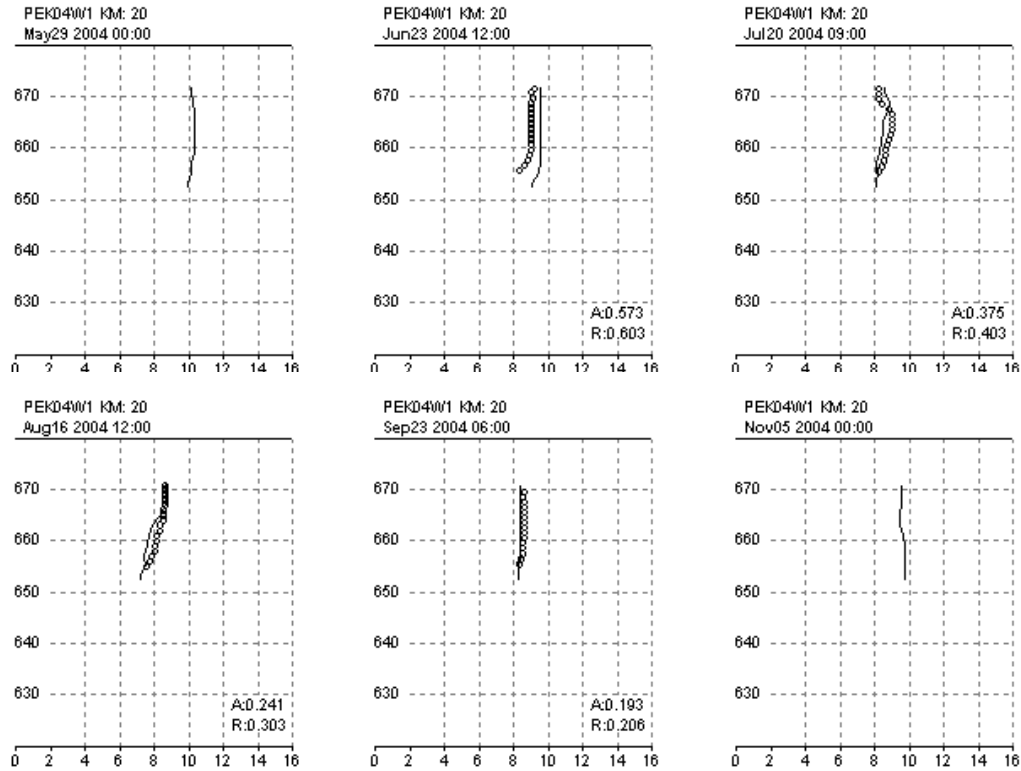 PEK04W1 KM: 20 PEK04W1 KM: 20 PEK04W1 KM: 20
May29 2004 00:00 Jun23 2004 12:00 Jul20 2004 09:00
670 670 670
660 660 660
650 650 650
640 640 640
630 630 630
A:0.573 A:0.375
R:0.603 R:0.403
0 2 4 6 8 10 12 14 16 0 2 4 6 8 10 12 14 16 0 2 4 6 8 10 12 14 16
PEK04W1 KM: 20 PEK04W1 KM: 20 PEK04W1 KM: 20
Aug16 2004 12:00 Sep23 2004 06:00 Nov05 2004 00:00
670 670 670
660 660 660
650 650 650
640 640 640
630 630 630
A:0.241 A:0.193
R:0.303 R:0.206
0 2 4 6 8 10 12 14 16 0 2 4 6 8 10 12 14 16 0 2 4 6 8 10 12 14 16